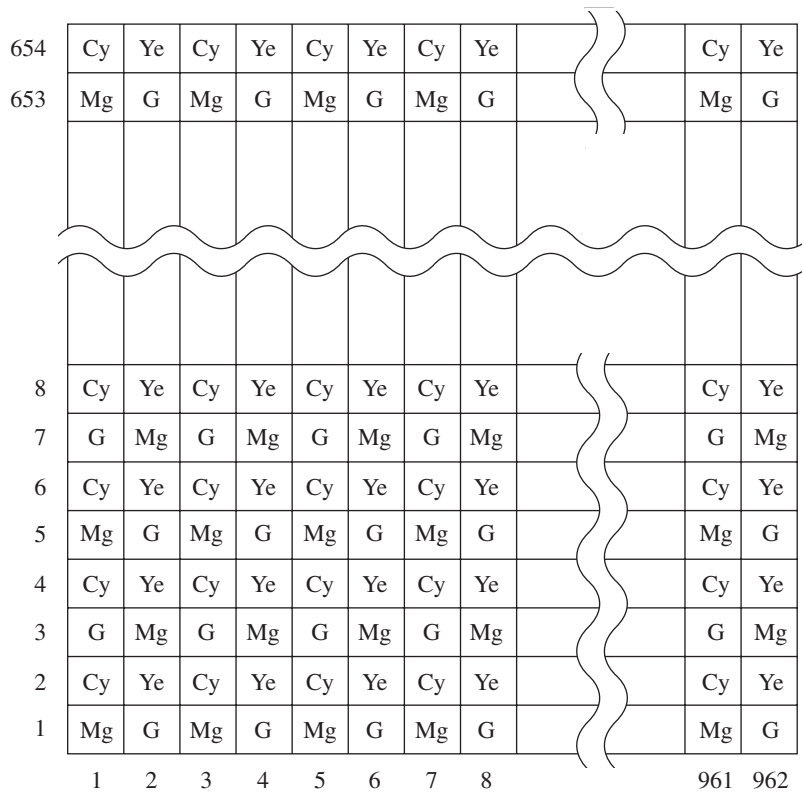 654 Cy Ye Cy Ye Cy Ye Cy Ye Cy Ye
653 Mg G Mg G Mg G Mg G Mg G
8 Cy Ye Cy Ye Cy Ye Cy Ye Cy Ye
7 G Mg G Mg G Mg G Mg G Mg
6 Cy Ye Cy Ye Cy Ye Cy Ye Cy Ye
5 Mg G Mg G Mg G Mg G Mg G
4 Cy Ye Cy Ye Cy Ye Cy Ye Cy Ye
3 G Mg G Mg G Mg G Mg G Mg
2 Cy Ye Cy Ye Cy Ye Cy Ye Cy Ye
1 Mg G Mg G Mg G Mg G Mg G
1 2 3 4 5 6 7 8 961 962